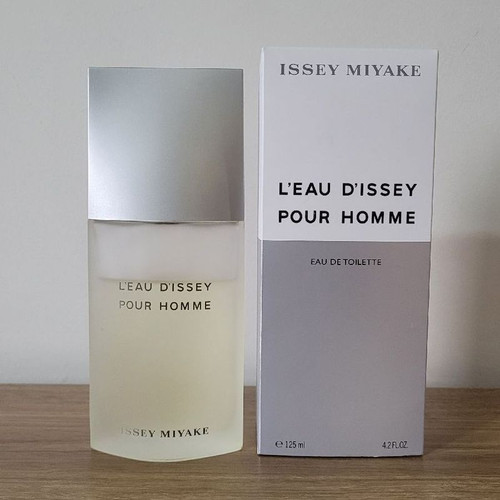 L'EAU D'ISSEY
POUR HOMME
ISSEY MIYAKE
ISSEY MIYAKE
L'EAU D'ISSEY
POUR HOMME
EAU DE TOILETTE
℮ 125 ml 4.2 FL.OZ.